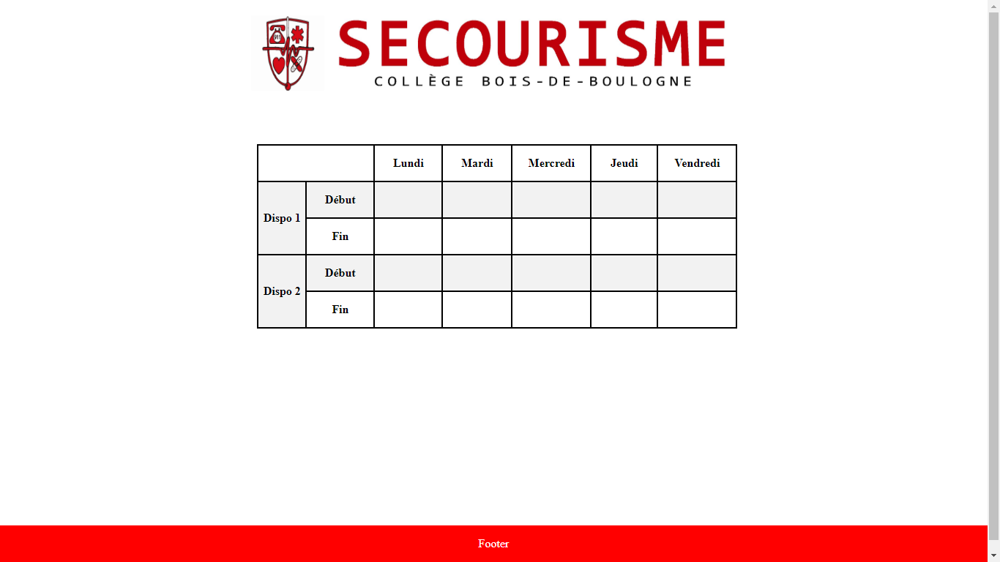 911
SECOURISME
COLLÈGE BOIS-DE-BOULOGNE
Lundi Mardi Mercredi Jeudi Vendredi
Dispo 1 Début
Fin
Dispo 2 Début
Fin
Footer